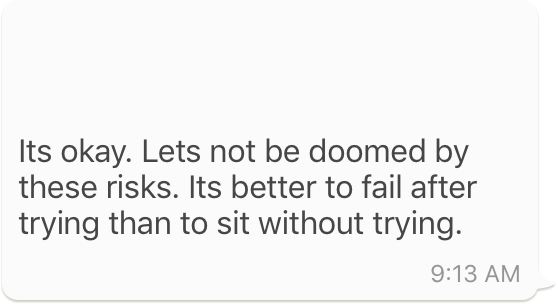 Its okay. Lets not be doomed by
these risks. Its better to fail after
trying than to sit without trying.
9:13 AM